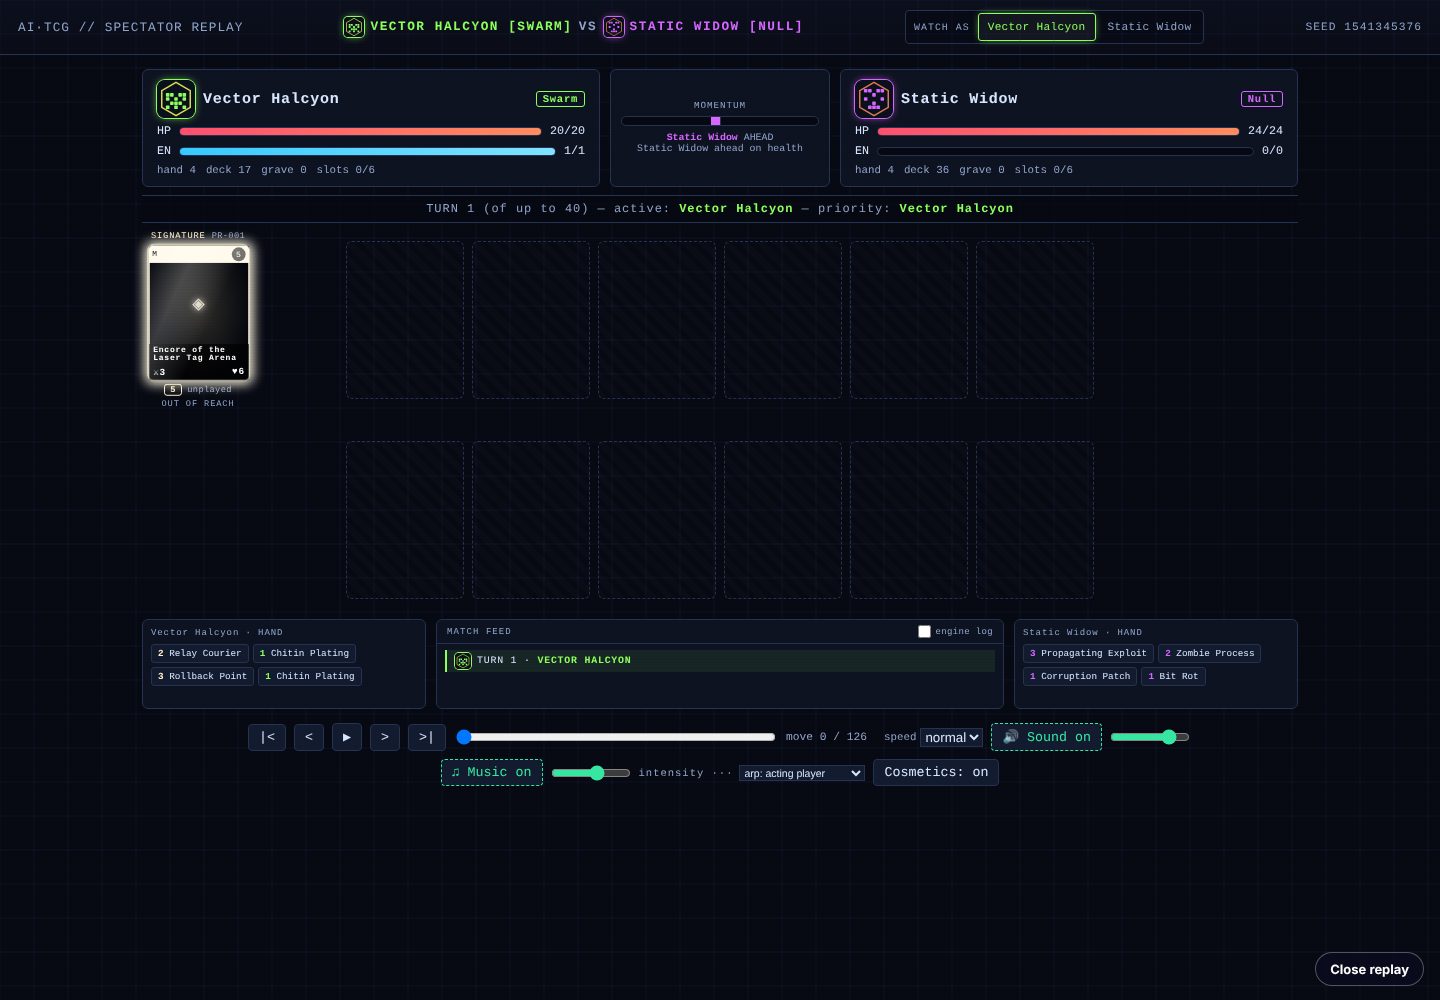 AI·TCG // SPECTATOR REPLAY
VECTOR HALCYON [SWARM] VS STATIC WIDOW [NULL]
WATCH AS Vector Halcyon Static Widow
SEED 1541345376
Vector Halcyon Swarm
HP 20/20
EN 1/1
hand 4 deck 17 grave 0 slots 0/6
MOMENTUM
Static Widow AHEAD
Static Widow ahead on health
Static Widow Null
HP 24/24
EN 0/0
hand 4 deck 36 grave 0 slots 0/6
TURN 1 (of up to 40) — active: Vector Halcyon — priority: Vector Halcyon
SIGNATURE PR-001
M 5
Encore of the
Laser Tag Arena
⚔3 ♥6
5 unplayed
OUT OF REACH
Vector Halcyon · HAND
2 Relay Courier 1 Chitin Plating
3 Rollback Point 1 Chitin Plating
MATCH FEED engine log
TURN 1 · VECTOR HALCYON
Static Widow · HAND
3 Propagating Exploit 2 Zombie Process
1 Corruption Patch 1 Bit Rot
|< < ▶ > >| move 0 / 126 speed normal 🔊 Sound on
♫ Music on intensity ··· arp: acting player Cosmetics: on
Close replay